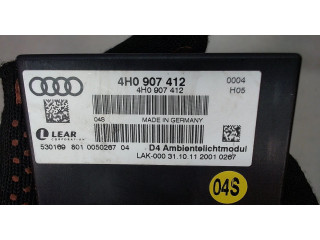 4H0 907 412 0004
4H0 907 412 H05
04S MADE IN GERMANY
LEAR
CORPORATION
530169 801 0050267 04 D4 Ambientelichtmodul
LAK-000 31.10.11 2001 0267
04S